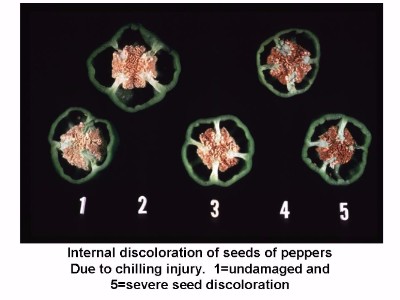 1 2 3 4 5
Internal discoloration of seeds of peppers
Due to chilling injury.  1=undamaged and
5=severe seed discoloration